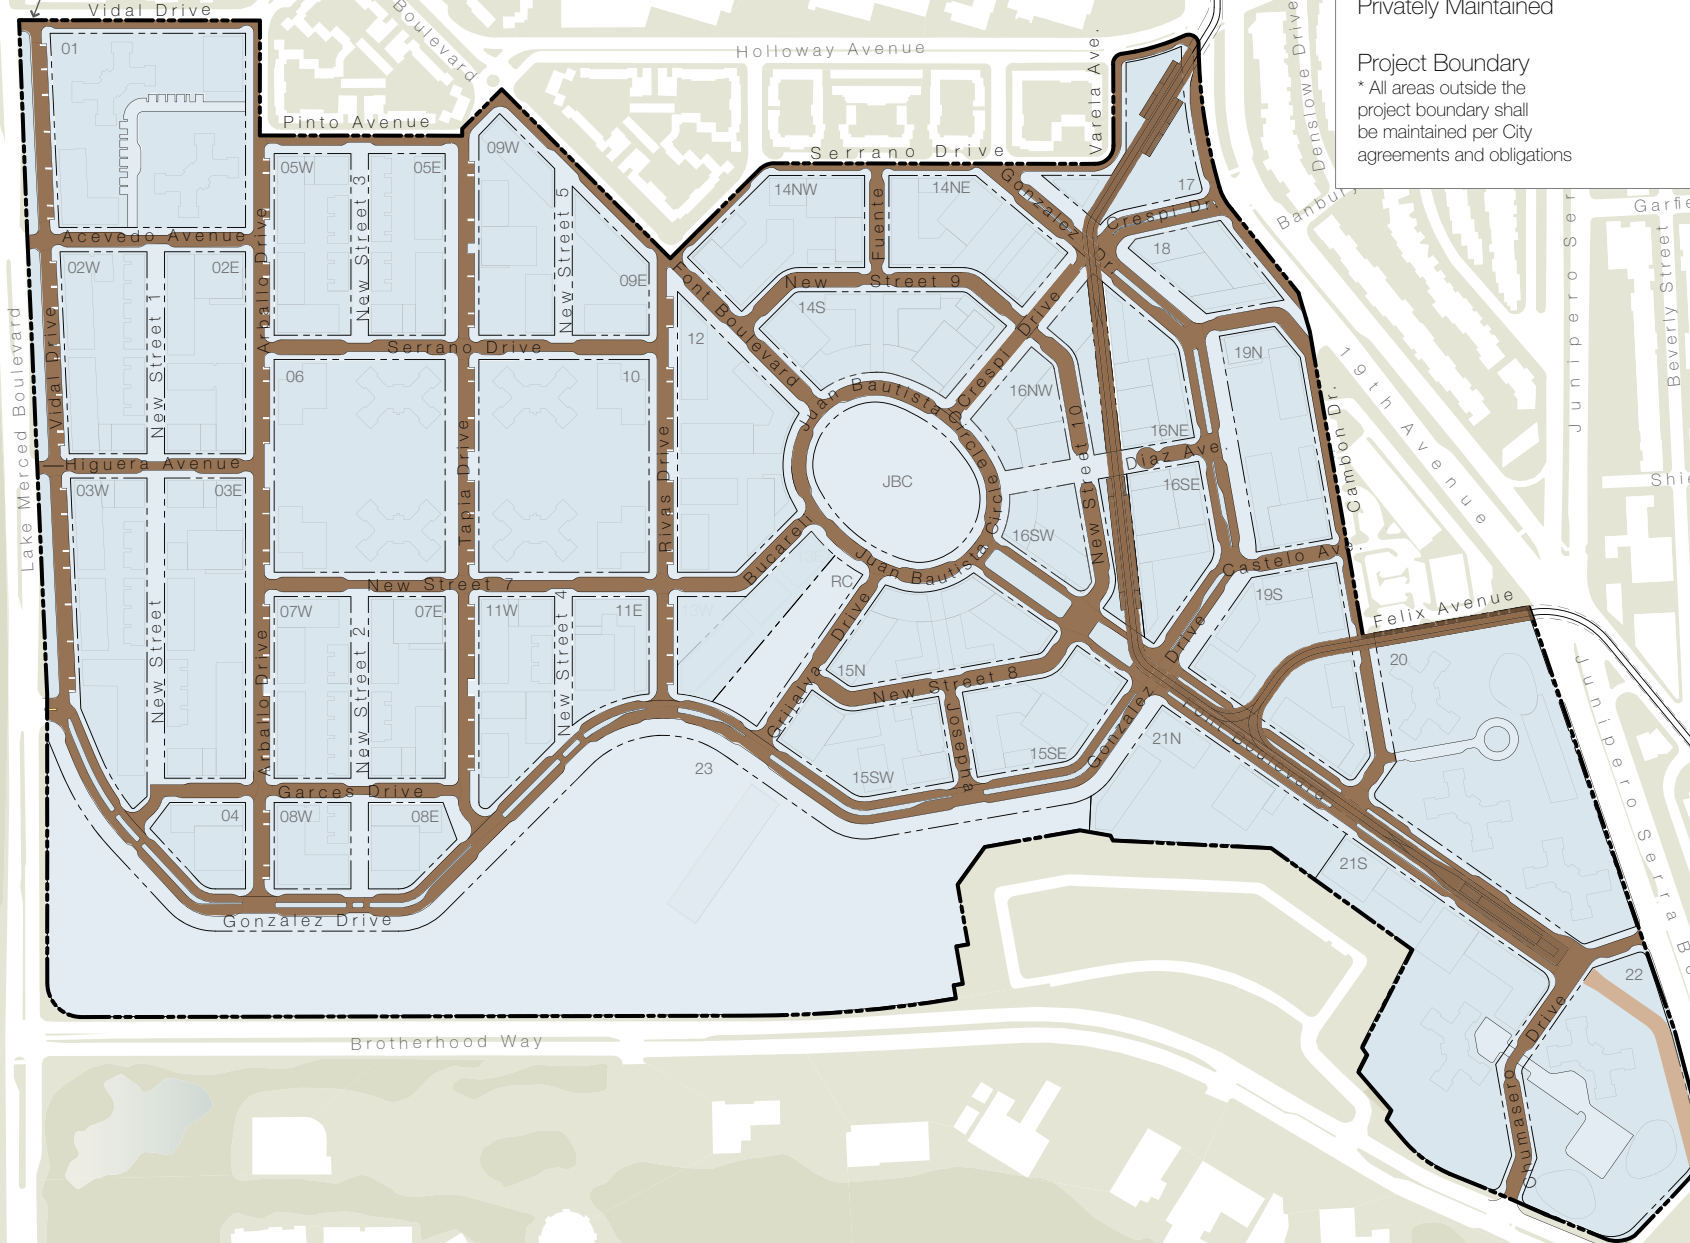 Vidal Drive
Boulevard
Holloway Avenue
Varela Ave.
Denslowe Drive
Privately Maintained
Project Boundary
* All areas outside the
project boundary shall
be maintained per City
agreements and obligations
01
Pinto Avenue
Serrano Drive
09W
05W
New Street 3
05E
New Street 5
14NW
Fuente
14NE
Gonzalez Dr.
17
Crespi Dr.
Junipero Ser
Garfie
Acevedo Avenue
Arballo Drive
18
Beverly Street
02W
02E
09E
Font Boulevard
New Street 9
14S
New Street 1
Vidal Drive
Lake Merced Boulevard
Serrano Drive
12
Crespi Drive
19N
19th Avenue
06
10
Juan Bautista Circle
16NW
New Street 10
16NE
Cambon Dr.
Higuera Avenue
Tapia Drive
Rivas Drive
Diaz Ave.
03W
03E
JBC
16SE
Shie
16SW
Bucareli
Juan Bautista Circle
Castelo Ave.
New Street 7
RC
19S
Felix Avenue
New Street
07W
07E
New Street 2
11W
New Street 4
11E
13W
Grijalva Drive
15N
New Street 8
Gonzalez Drive
20
Junipero Serra B
Arballo Drive
Josepha
15SE
15SW
21N
Font Boulevard
23
Garces Drive
04
08W
08E
21S
Gonzalez Drive
22
Chumasero Drive
Brotherhood Way